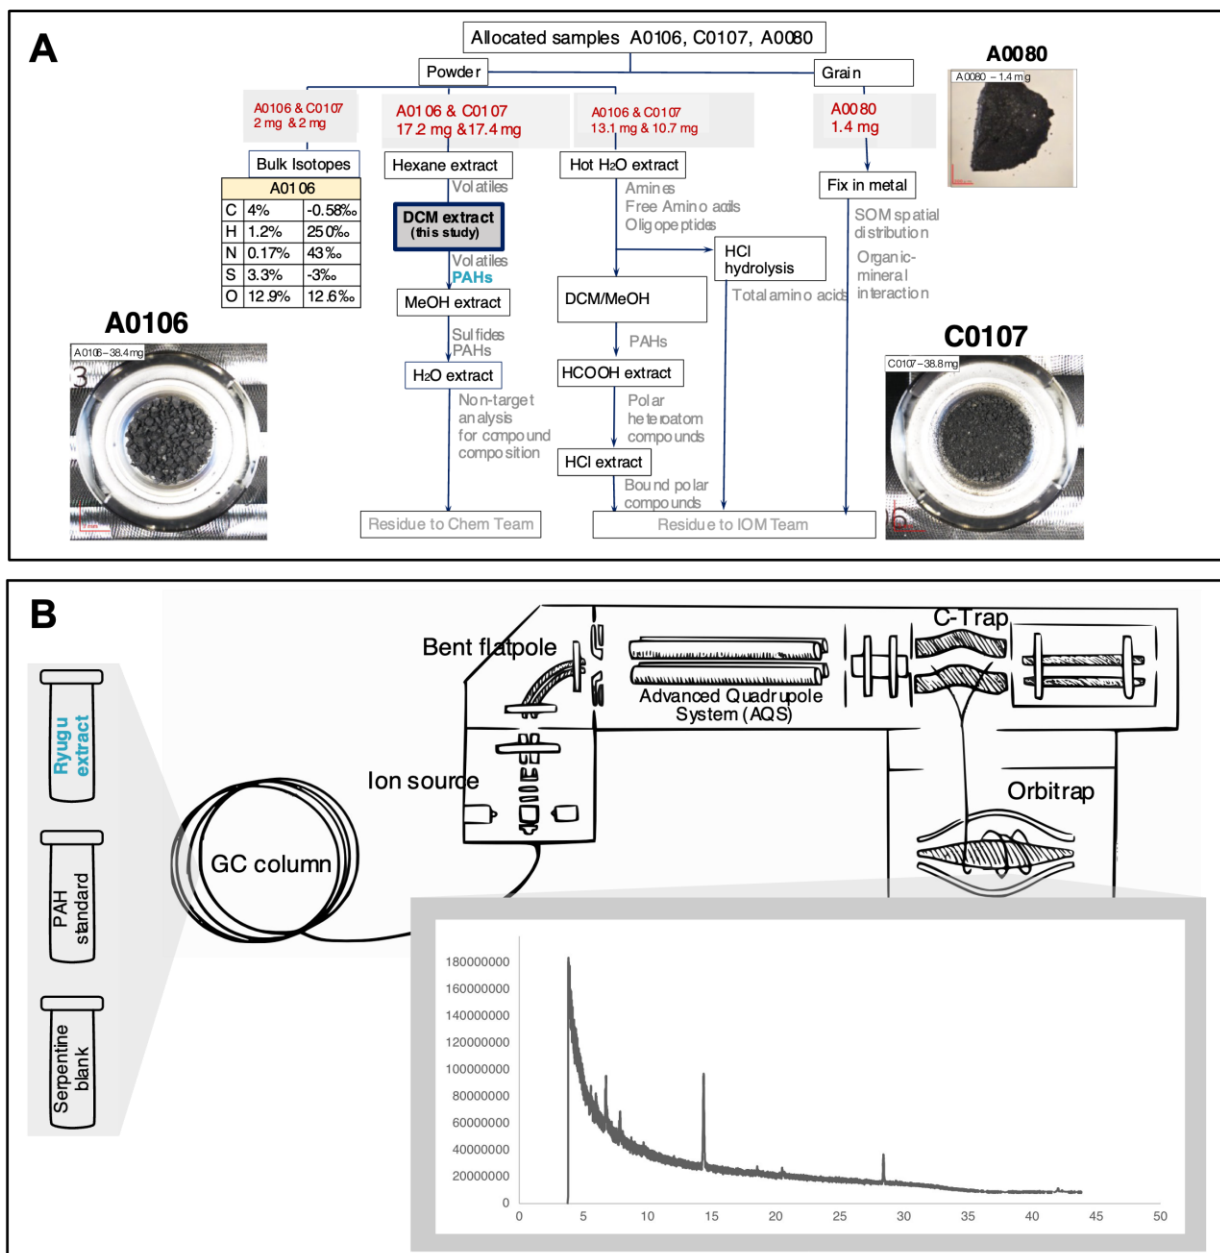 A
Allocated samples A0106, C0107, A0080
Powder
Grain
A0080
A0080 – 1.4 mg
A0106 & C0107
2 mg & 2 mg
A0106 & C0107
17.2 mg &17.4 mg
A0106 & C0107
13.1 mg & 10.7 mg
A0080
1.4 mg
Bulk Isotopes
A0106
C 4% -0.58‰
H 1.2% 250‰
N 0.17% 43‰
S 3.3% -3‰
O 12.9% 12.6‰
Hexane extract
Volatiles
DCM extract
(this study)
Volatiles
PAHs
MeOH extract
Sulfides
PAHs
H2O extract
Non-target
analysis
for compound
composition
Residue to Chem Team
Hot H2O extract
Amines
Free Amino acids
Oligopeptides
HCl
hydrolysis
Total amino acids
DCM/MeOH
PAHs
HCOOH extract
Polar
heteroatom
compounds
HCl extract
Bound polar
compounds
Residue to IOM Team
Fix in metal
SOM spatial
distribution
Organic-
mineral
interaction
A0106
A0106–38.4 mg
3
C0107
C0107–38.8 mg
B
Ryugu
extract
PAH
standard
Serpentine
blank
GC column
Ion source
Bent flatpole
Advanced Quadrupole
System (AQS)
C-Trap
Orbitrap
180000000
160000000
140000000
120000000
100000000
80000000
60000000
40000000
20000000
0
0 5 10 15 20 25 30 35 40 45 50